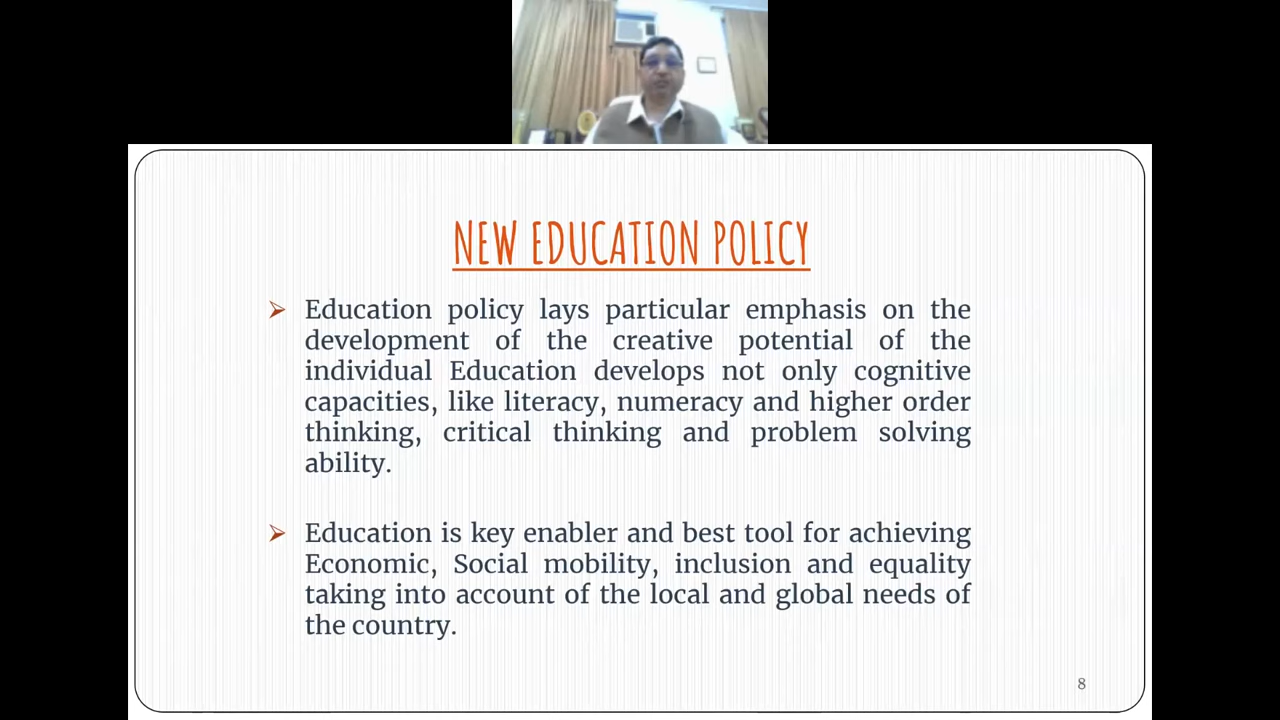 NEW EDUCATION POLICY
Education policy lays particular emphasis on the
development of the creative potential of the
individual Education develops not only cognitive
capacities, like literacy, numeracy and higher order
thinking, critical thinking and problem solving
ability.
Education is key enabler and best tool for achieving
Economic, Social mobility, inclusion and equality
taking into account of the local and global needs of
the country.
8